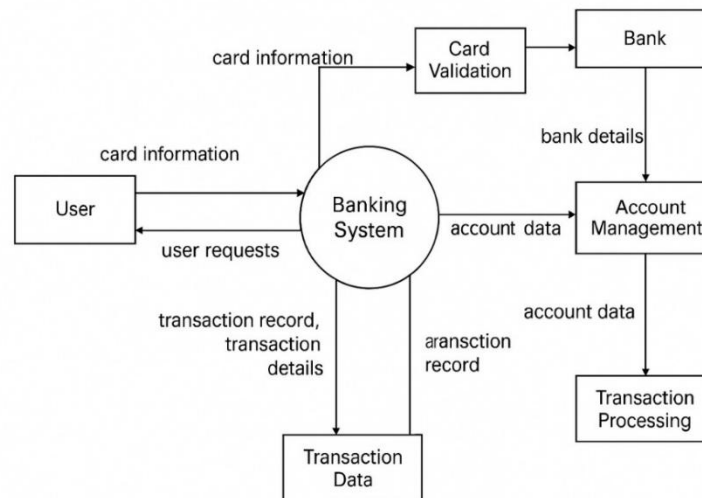 card information
Card
Validation
Bank
card information
bank details
User
Banking
System
account data
Account
Management
user requests
transaction record,
transaction
details
aransction
record
account data
Transaction
Processing
Transaction
Data